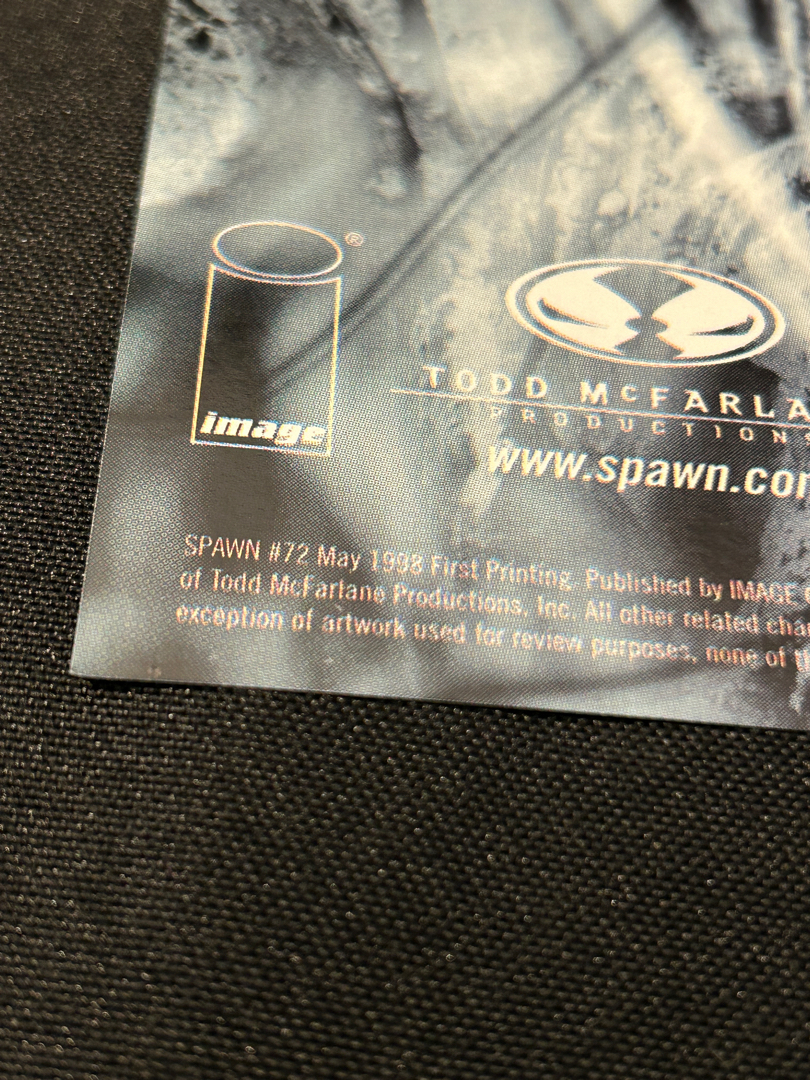 ®
image
TODD McFARLA
PRODUCTION
www.spawn.co
SPAWN #72 May 1998 First Printing. Published by IMAGE
of Todd McFarlane Productions, Inc. All other related cha
exception of artwork used for review purposes, none of t